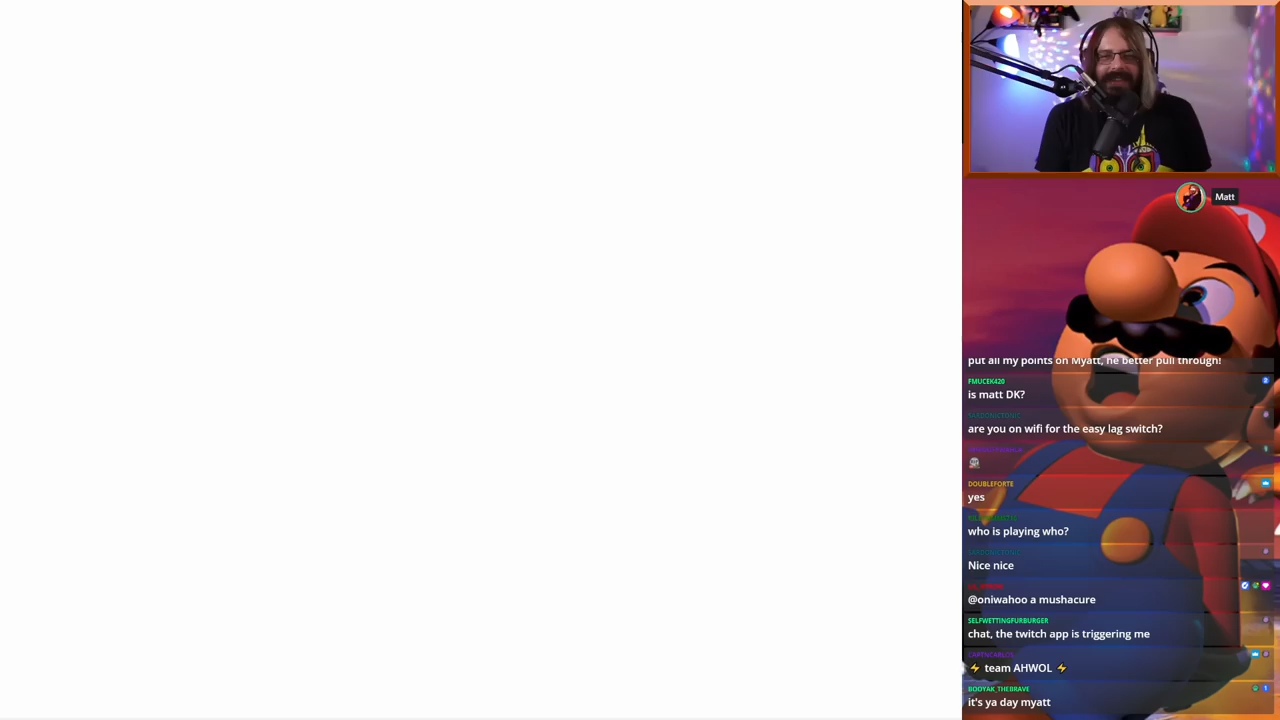 Matt
put all my points on Myatt, he better pull through!
FMUCEK420
is matt DK?
are you on wifi for the easy lag switch?
DOUBLEFORTE
yes
who is playing who?
Nice nice
@oniwahoo a mushacure
SELFWETTINGFURBURGER
chat, the twitch app is triggering me
CAPTNCARLOS
⚡ team AHWOL ⚡
BOOYAK_THEBRAVE
it's ya day myatt